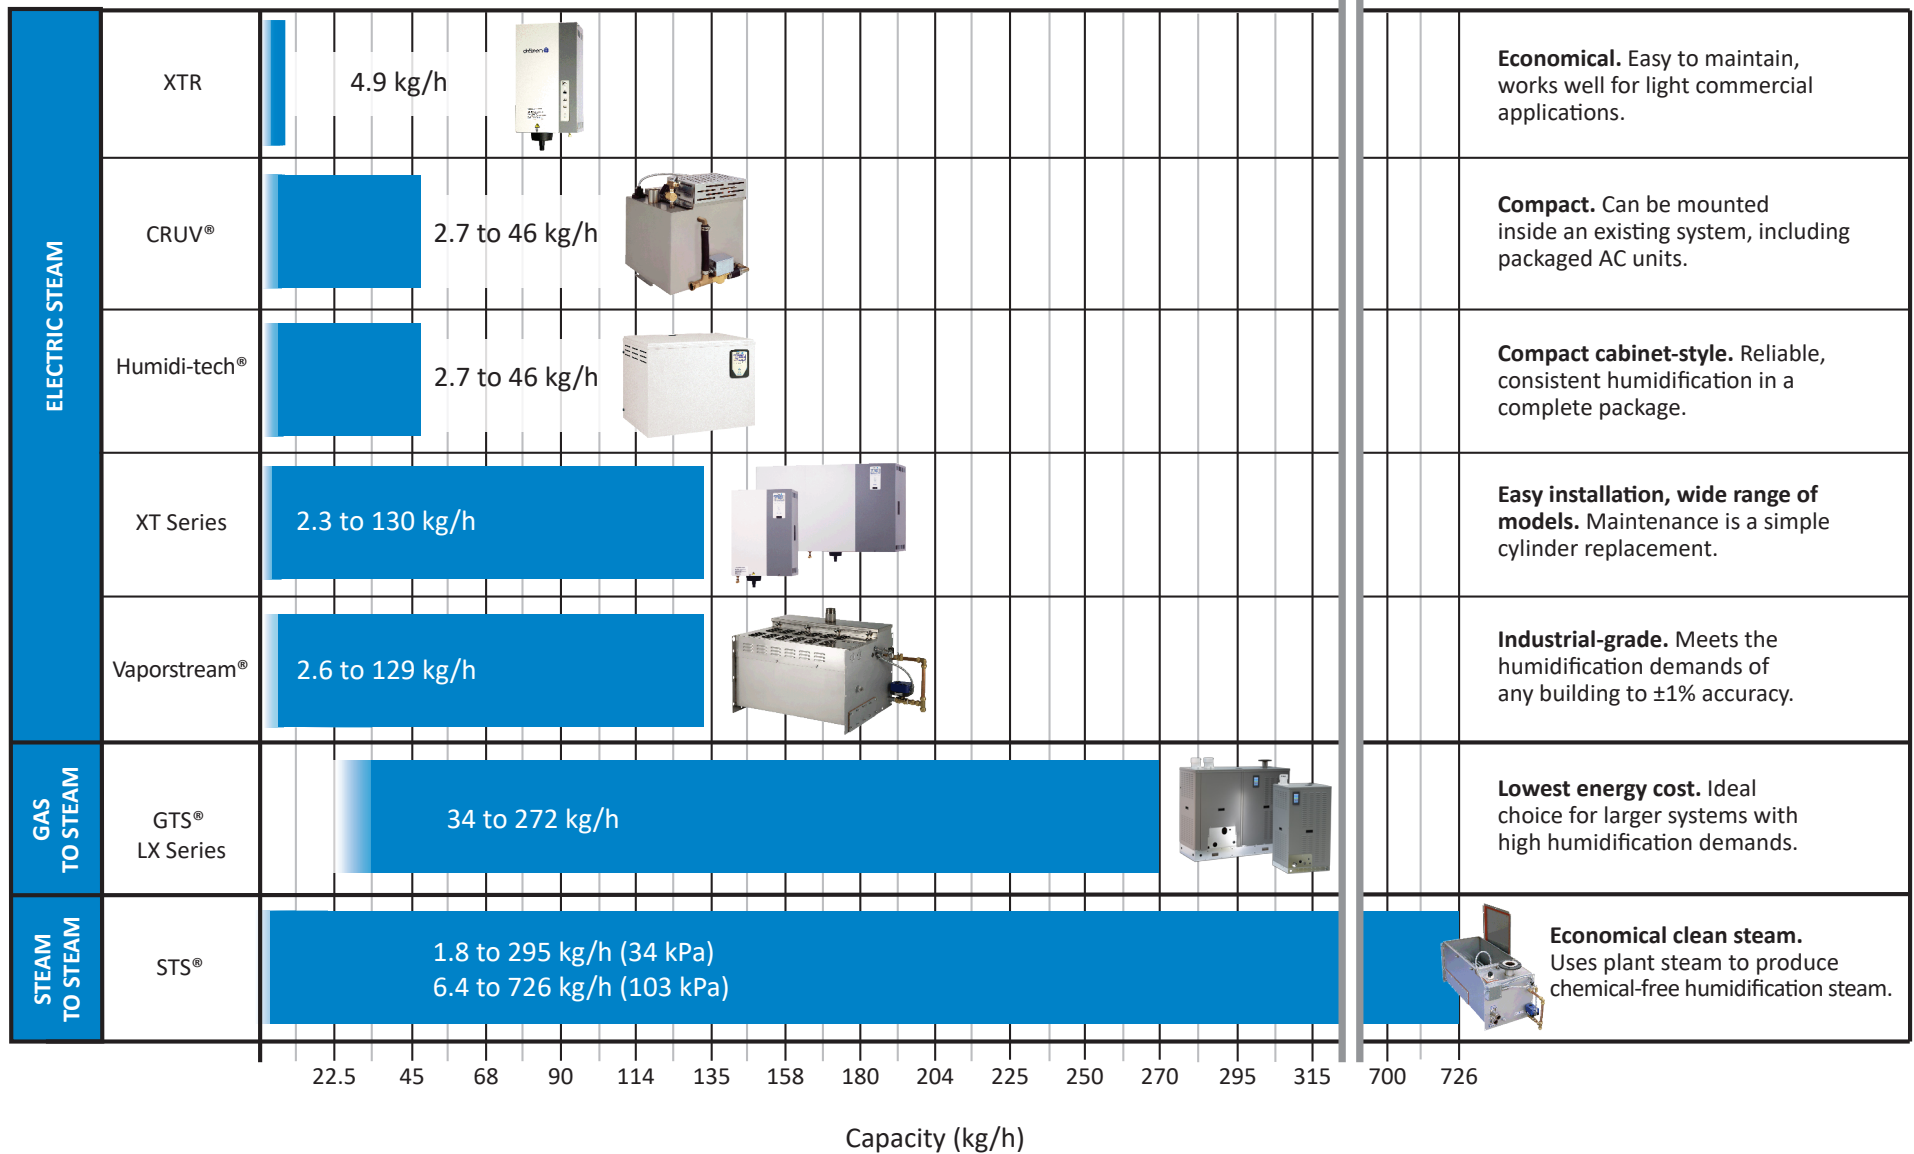 ELECTRIC STEAM
XTR
4.9 kg/h
Economical. Easy to maintain,
works well for light commercial
applications.
CRUV®
2.7 to 46 kg/h
Compact. Can be mounted
inside an existing system, including
packaged AC units.
Humidi-tech®
2.7 to 46 kg/h
Compact cabinet-style. Reliable,
consistent humidification in a
complete package.
XT Series
2.3 to 130 kg/h
Easy installation, wide range of
models. Maintenance is a simple
cylinder replacement.
Vaporstream®
2.6 to 129 kg/h
Industrial-grade. Meets the
humidification demands of
any building to ±1% accuracy.
GAS
TO STEAM
GTS®
LX Series
34 to 272 kg/h
Lowest energy cost. Ideal
choice for larger systems with
high humidification demands.
STEAM
TO STEAM
STS®
1.8 to 295 kg/h (34 kPa)
6.4 to 726 kg/h (103 kPa)
Economical clean steam.
Uses plant steam to produce
chemical-free humidification steam.
22.5 45 68 90 114 135 158 180 204 225 250 270 295 315 700 726
Capacity (kg/h)